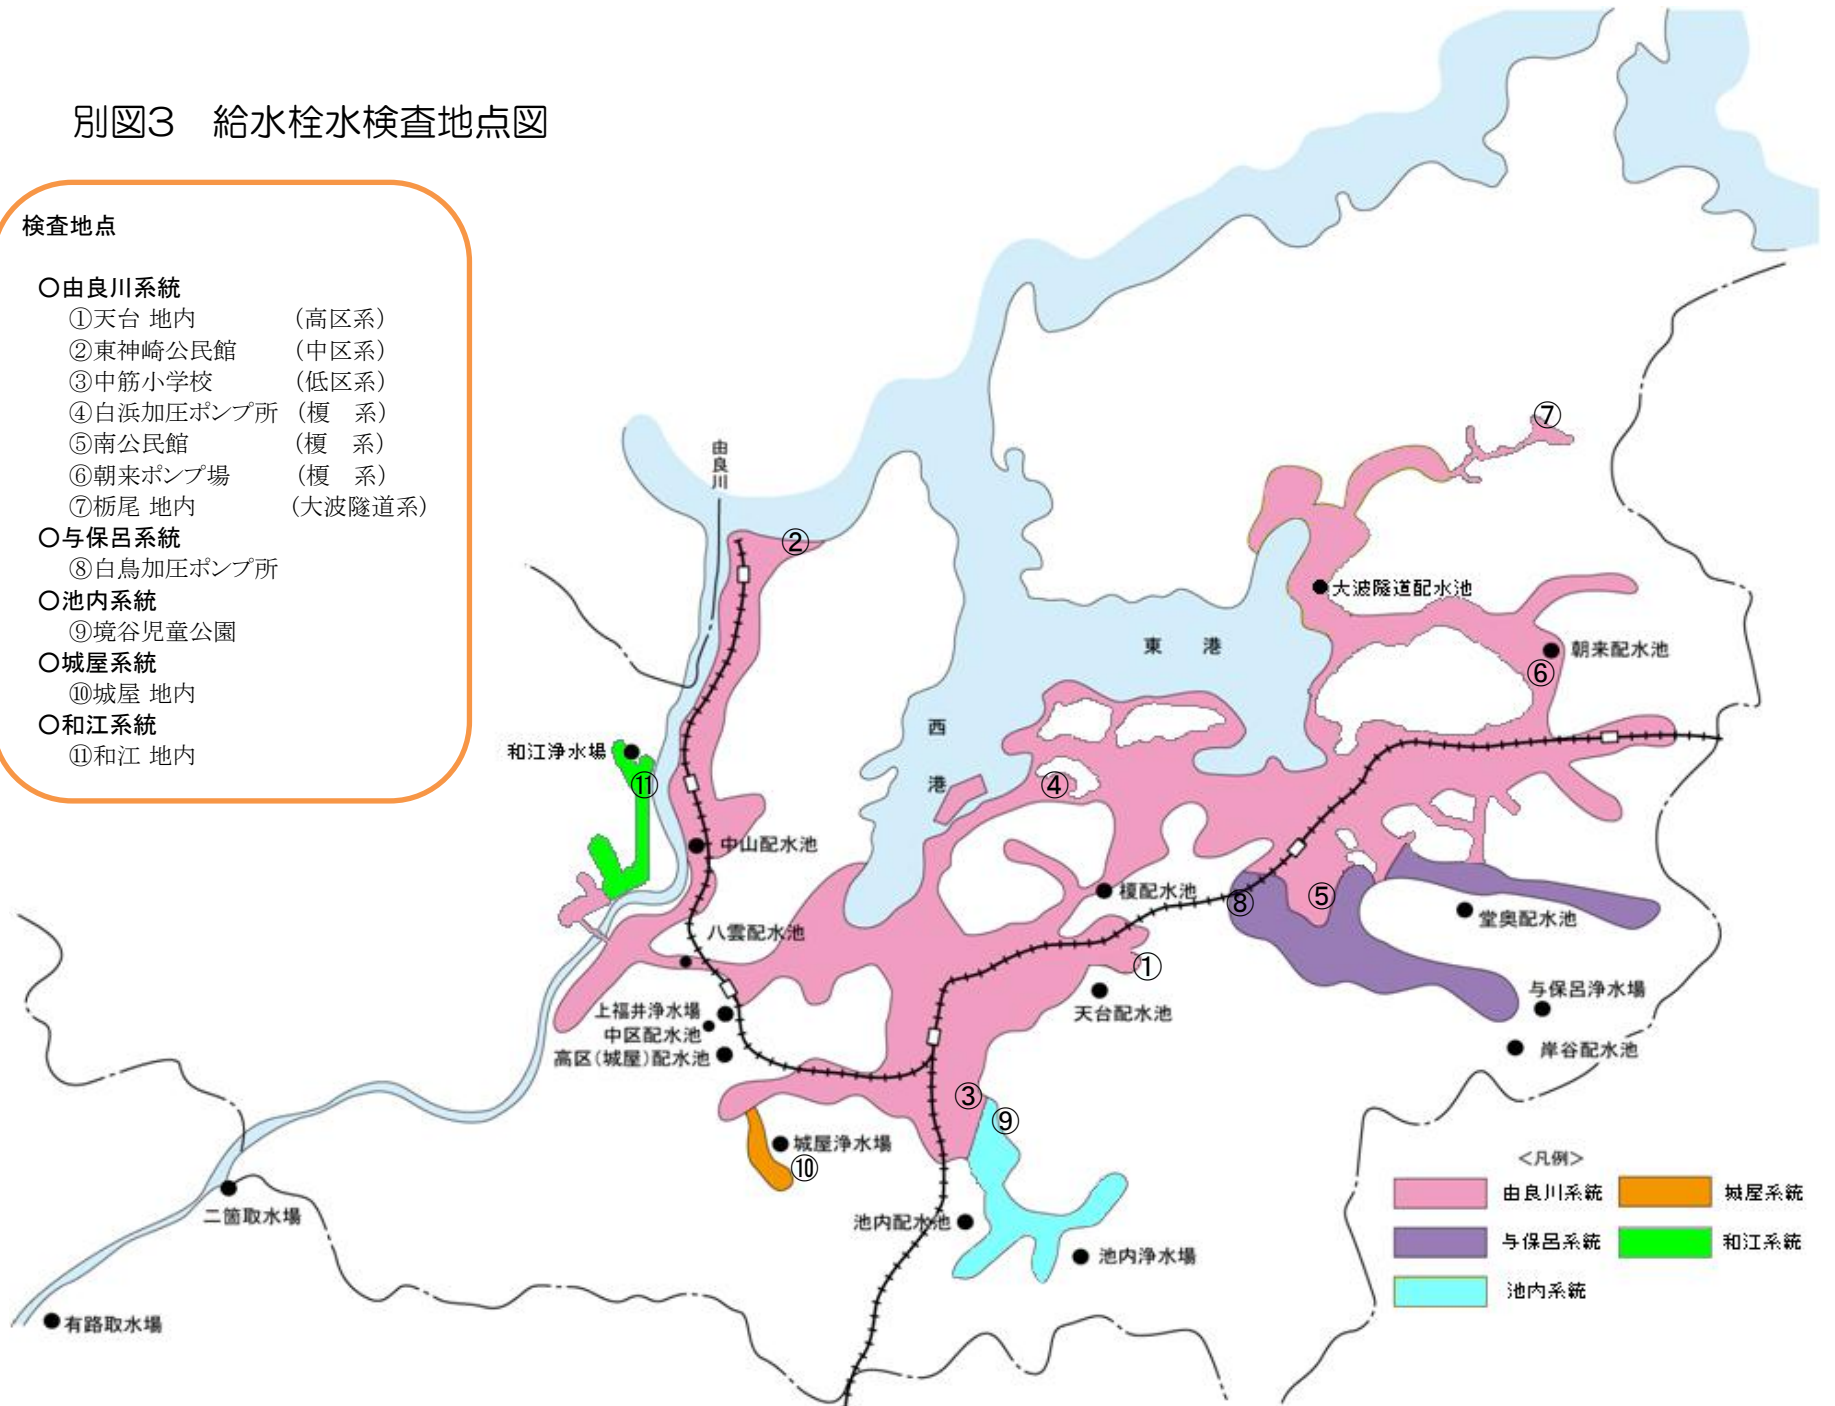 別図3　給水栓水検査地点図
検査地点
〇由良川系統
①天台 地内　（高区系）
②東神崎公民館　（中区系）
③中筋小学校　（低区系）
④白浜加圧ポンプ所　（榎　系）
⑤南公民館　（榎　系）
⑥朝来ポンプ場　（榎　系）
⑦栃尾 地内　（大波隧道系）
〇与保呂系統
⑧白鳥加圧ポンプ所
〇池内系統
⑨境谷児童公園
〇城屋系統
⑩城屋 地内
〇和江系統
⑪和江 地内
由良川
⑦
②
大波隧道配水池
東　港
朝来配水池
⑥
西港
和江浄水場
⑪
④
中山配水池
榎配水池
⑧
⑤
堂奥配水池
八雲配水池
①
天台配水池
与保呂浄水場
岸谷配水池
上福井浄水場
中区配水池
高区(城屋)配水池
③
⑨
城屋浄水場
⑩
二箇取水場
池内配水池
池内浄水場
有路取水場
＜凡例＞
由良川系統
城屋系統
与保呂系統
和江系統
池内系統